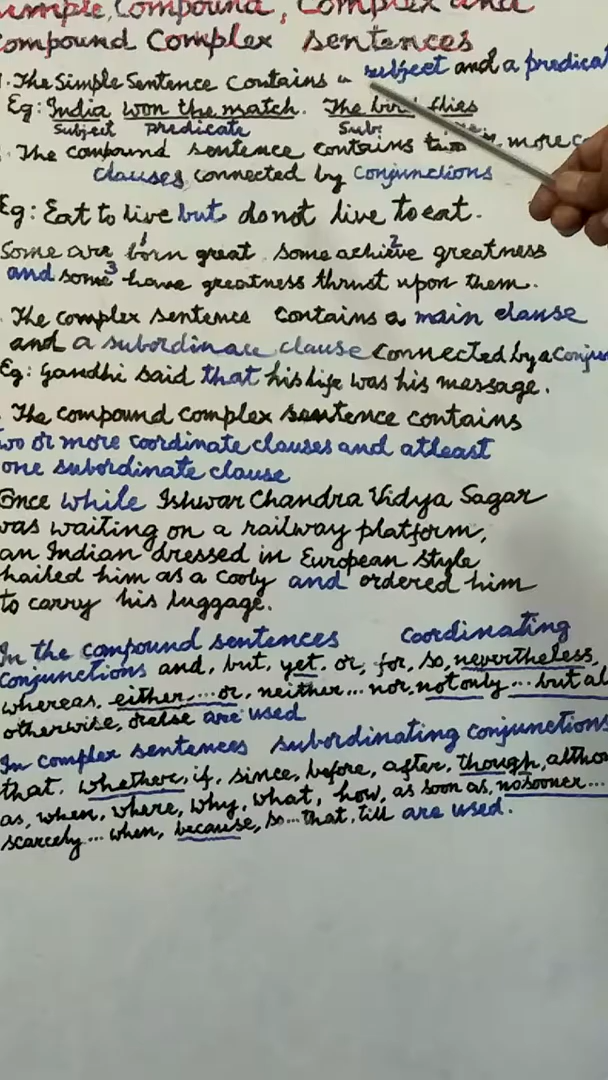 Simple, Compound, Complex and
Compound Complex sentences
1. The Simple Sentence contains a subject and a predica
Eg: India won the match. The bird flies
Subject Predicate Sub:
. The compound sentence contains two or more c
clauses connected by conjunctions
Eg: Eat to live but do not live to eat.
1 2
Some are born great, some achieve greatness
and some 3 have greatness thrust upon them.
. The complex sentence contains a main clause
and a subordinate clause connected by a conju
Eg: Gandhi said that his life was his message.
. The compound complex sentence contains
two or more coordinate clauses and atleast
one subordinate clause
Once while Ishwar Chandra Vidya Sagar
was waiting on a railway platform,
an Indian dressed in European style
hailed him as a cooly and ordered him
to carry his luggage.
In the compound sentences coordinating
conjunctions and, but, yet, or, for, so, nevertheless,
whereas, either... or, neither... nor, not only... but al
otherwise, or else are used
In complex sentences subordinating conjunctions
that, whethere, if, since, before, after, though, altho
as, when, where, why, what, how, as soon as, no sooner...
scarcely... when, because, so... that, till are used.